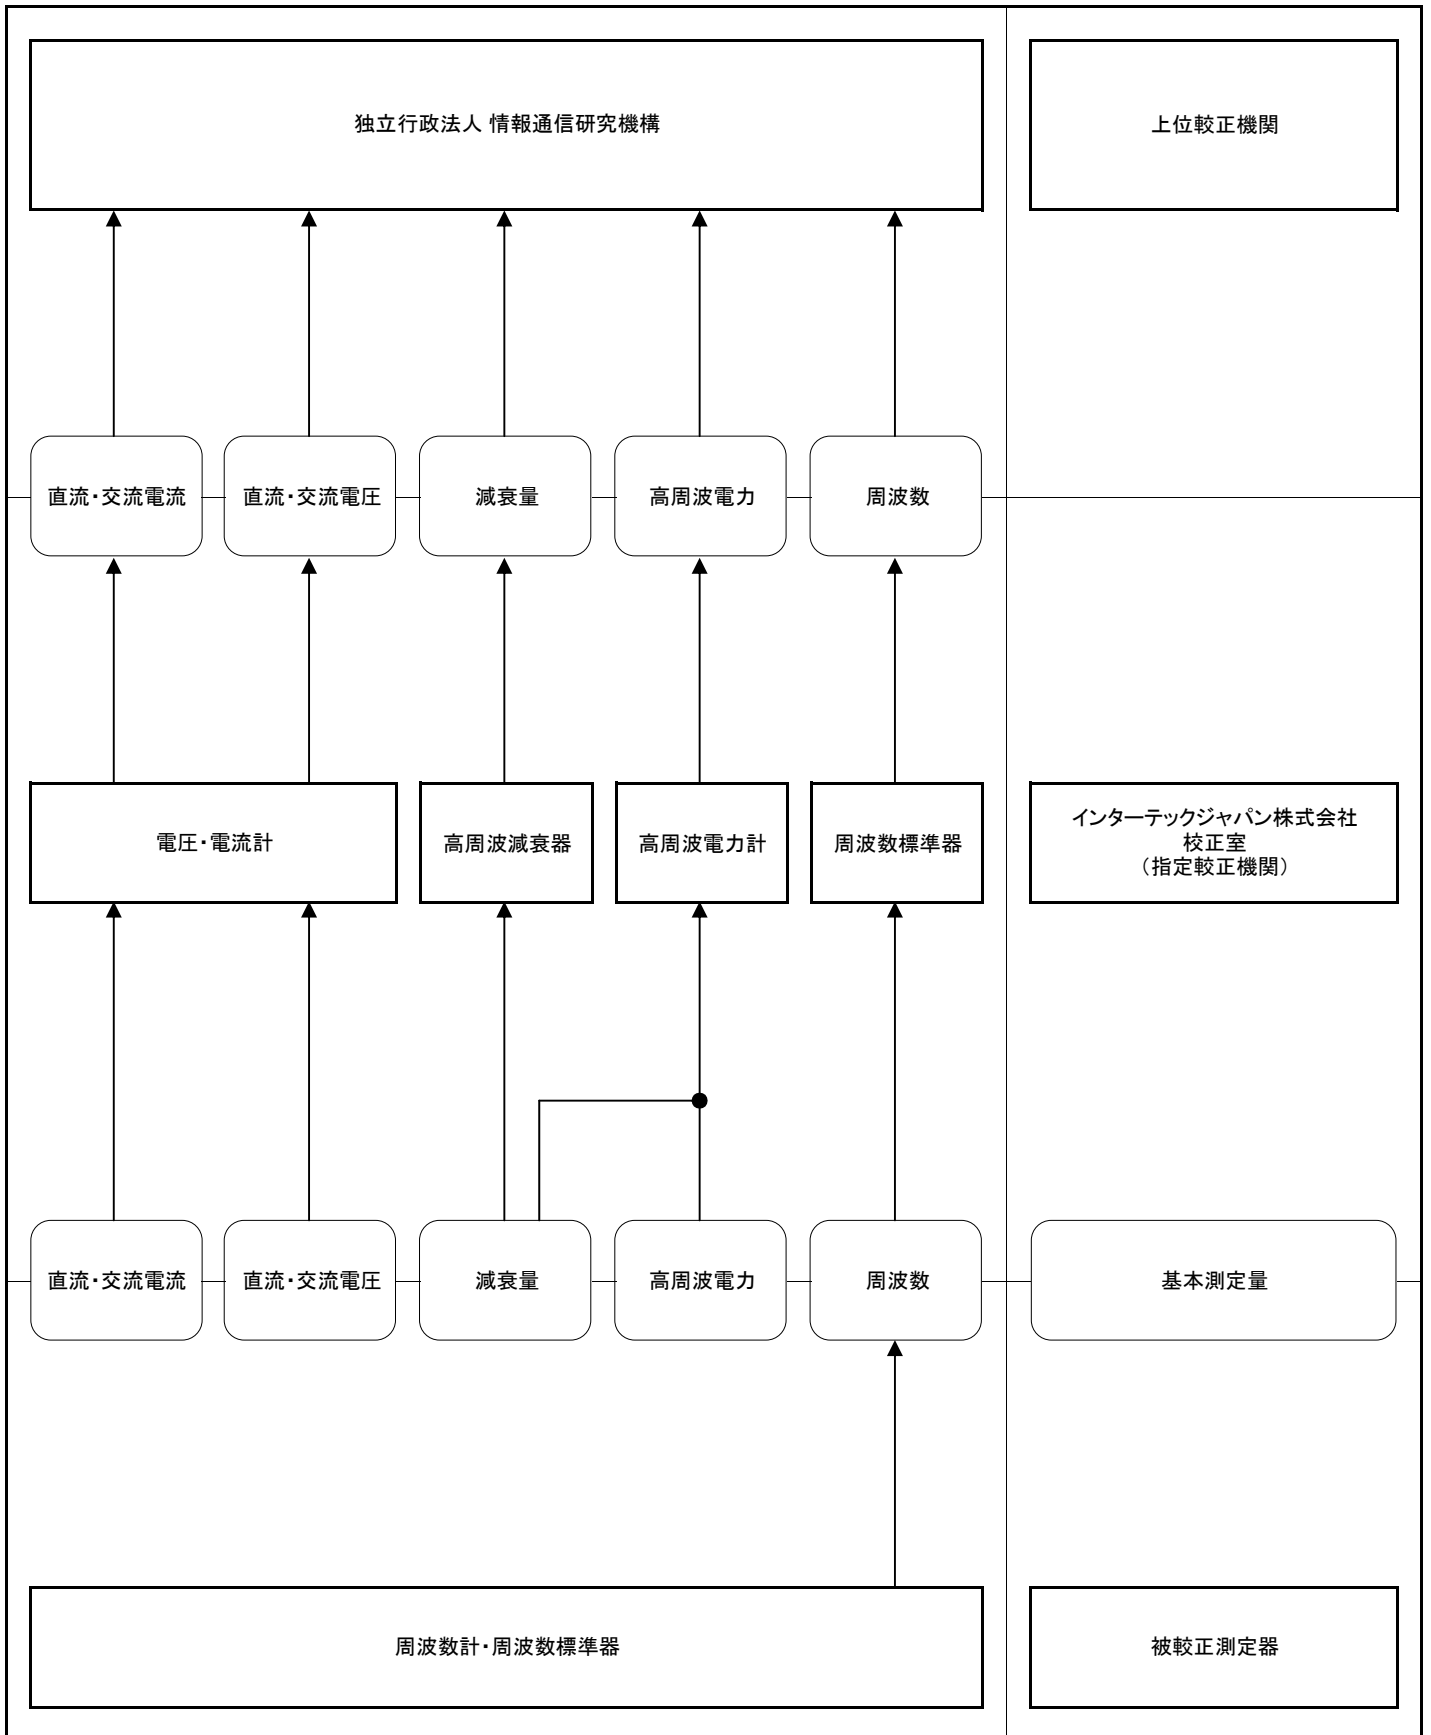 独立行政法人 情報通信研究機構
上位較正機関
直流・交流電流
直流・交流電圧
減衰量
高周波電力
周波数
電圧・電流計
高周波減衰器
高周波電力計
周波数標準器
インターテックジャパン株式会社
校正室
（指定較正機関）
直流・交流電流
直流・交流電圧
減衰量
高周波電力
周波数
基本測定量
周波数計・周波数標準器
被較正測定器